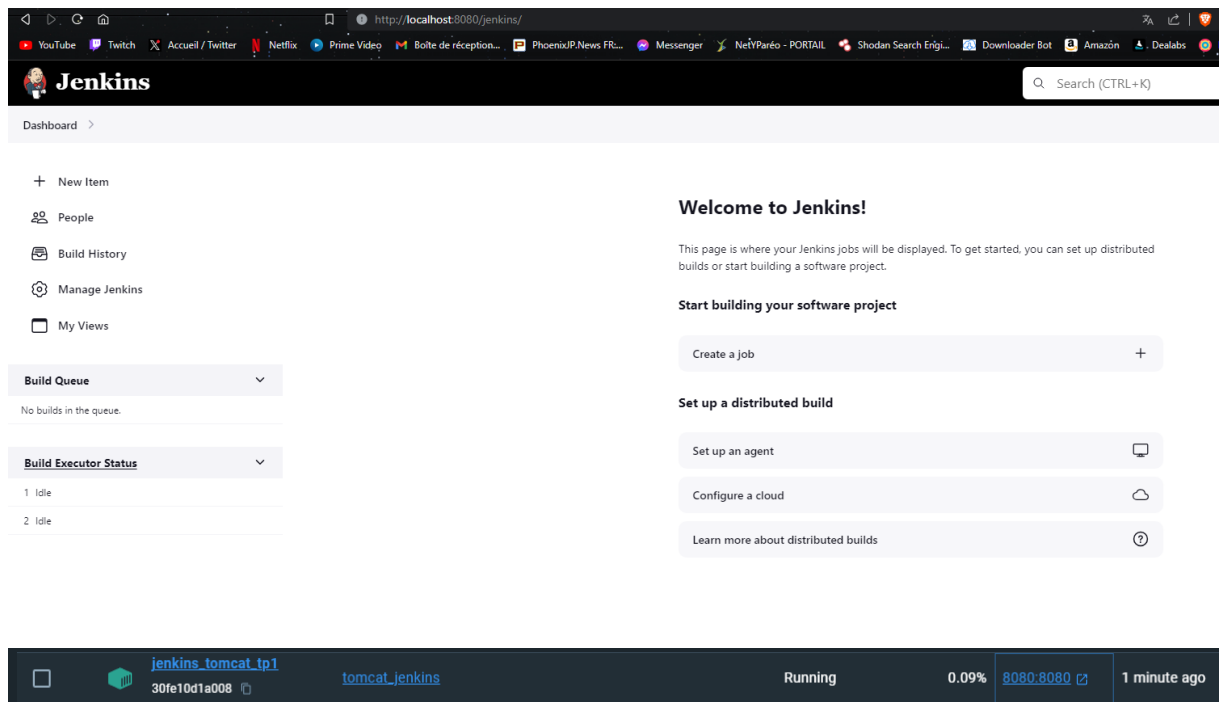 http://localhost:8080/jenkins/
YouTube Twitch Accueil / Twitter Netflix Prime Video Boîte de réception... PhoenixJP.News FR:... Messenger NetYParéo - PORTAIL Shodan Search Engi... Downloader Bot Amazon Dealabs
Jenkins
Search (CTRL+K)
Dashboard
New Item
People
Build History
Manage Jenkins
My Views
Build Queue
No builds in the queue.
Build Executor Status
1 Idle
2 Idle
Welcome to Jenkins!
This page is where your Jenkins jobs will be displayed. To get started, you can set up distributed
builds or start building a software project.
Start building your software project
Create a job
Set up a distributed build
Set up an agent
Configure a cloud
Learn more about distributed builds
jenkins_tomcat_tp1
30fe10d1a008
tomcat_jenkins
Running
0.09%
8080:8080
1 minute ago